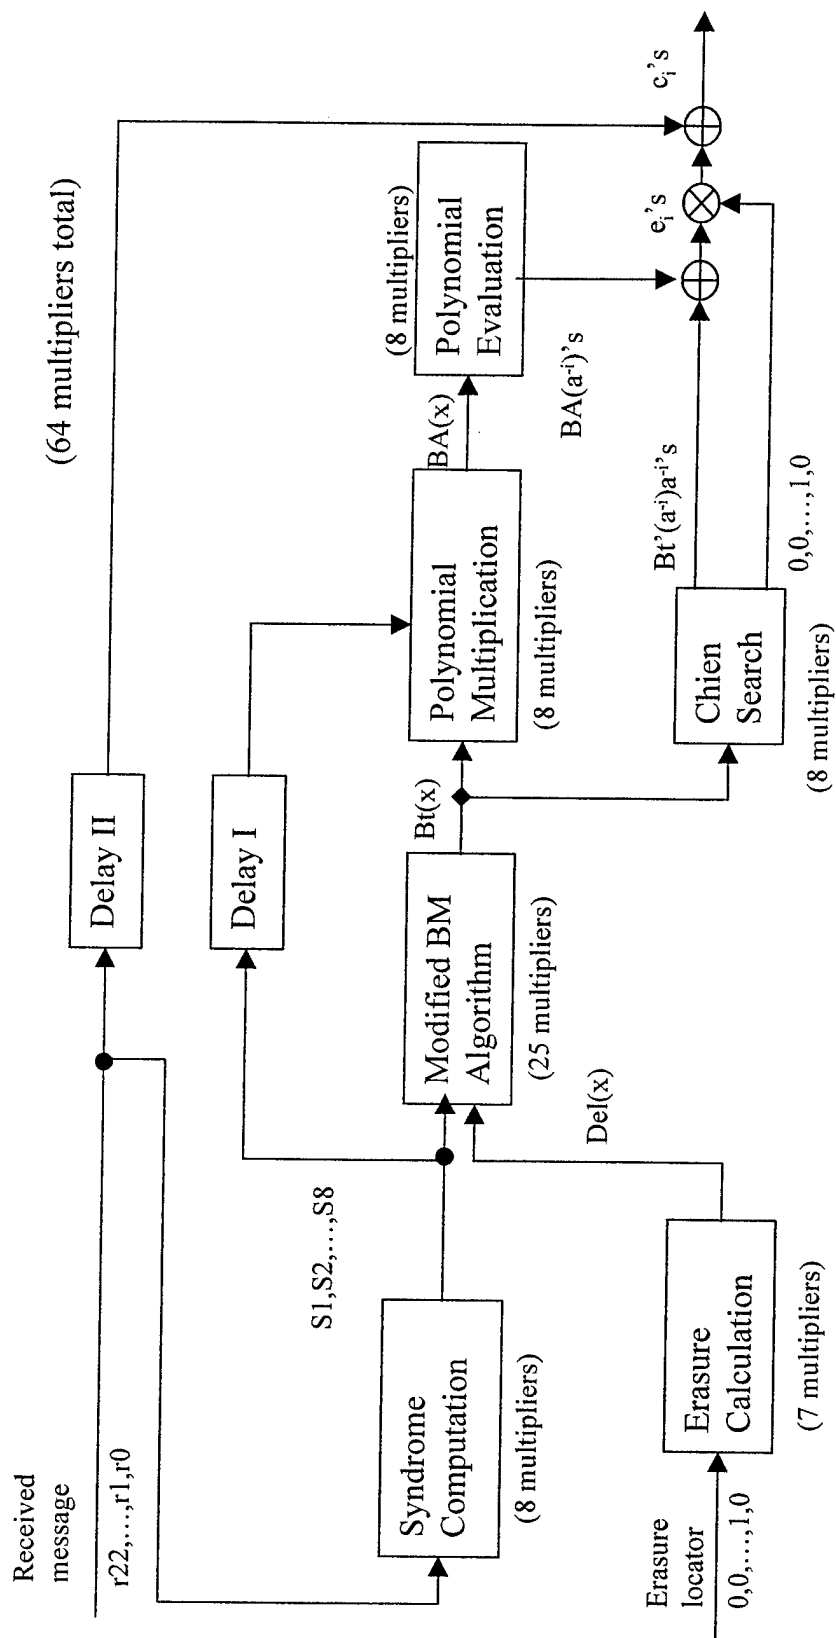 Received
message
r22,...,r1,r0
Delay II
(64 multipliers total)
Delay I
S1,S2,...,S8
Syndrome
Computation
(8 multipliers)
Modified BM
Algorithm
(25 multipliers)
Bt(x)
Polynomial
Multiplication
(8 multipliers)
BA(x)
(8 multipliers)
Polynomial
Evaluation
BA(a⁻ⁱ)'s
Erasure
locator
0,0,...,1,0
Erasure
Calculation
(7 multipliers)
Del(x)
Chien
Search
(8 multipliers)
Bt'(a⁻ⁱ)a⁻ⁱ's
0,0,...,1,0
eᵢ's
cᵢ's